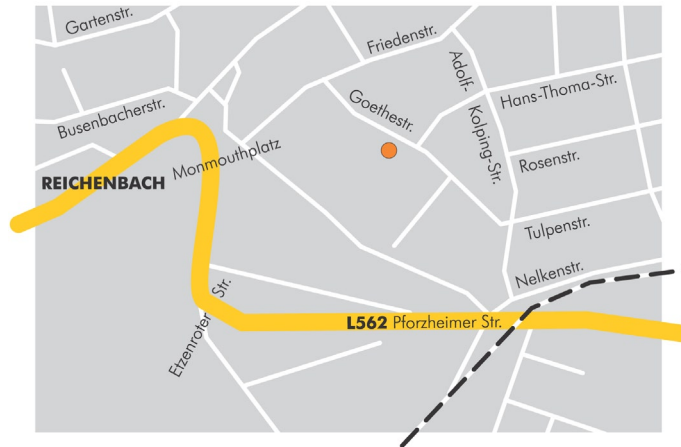 Gartenstr.
Friedenstr.
Adolf-
Kolping-Str.
Hans-Thoma-Str.
Goethestr.
Busenbacherstr.
Monmouthplatz
Rosenstr.
REICHENBACH
Tulpenstr.
Nelkenstr.
Etzenroter Str.
L562 Pforzheimer Str.